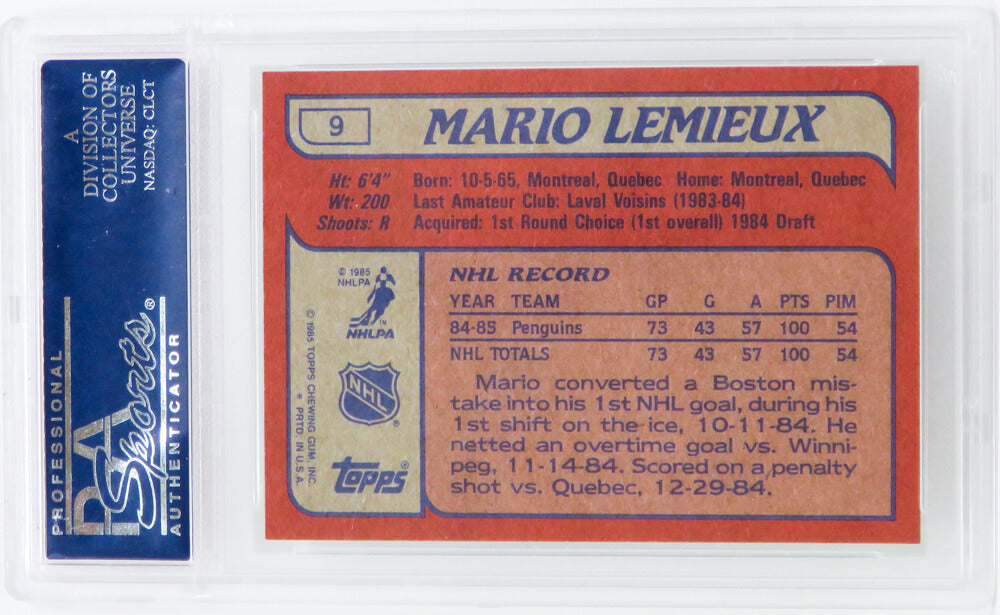 A
DIVISION OF
COLLECTORS
UNIVERSE
NASDAQ: CLCT
PROFESSIONAL
PSA
Sports®
AUTHENTICATOR
9
MARIO LEMIEUX
Ht: 6'4" Born: 10-5-65, Montreal, Quebec Home: Montreal, Quebec
Wt: 200 Last Amateur Club: Laval Voisins (1983-84)
Shoots: R Acquired: 1st Round Choice (1st overall) 1984 Draft
© 1985
NHLPA
TM
NHLPA
NHL
®
topps®
© 1985 TOPPS CHEWING GUM, INC.
* PRTD. IN U.S.A.
NHL RECORD
YEAR TEAM GP G A PTS PIM
84-85 Penguins 73 43 57 100 54
NHL TOTALS 73 43 57 100 54
Mario converted a Boston mis-
take into his 1st NHL goal, during his
1st shift on the ice, 10-11-84. He
netted an overtime goal vs. Winni-
peg, 11-14-84. Scored on a penalty
shot vs. Quebec, 12-29-84.